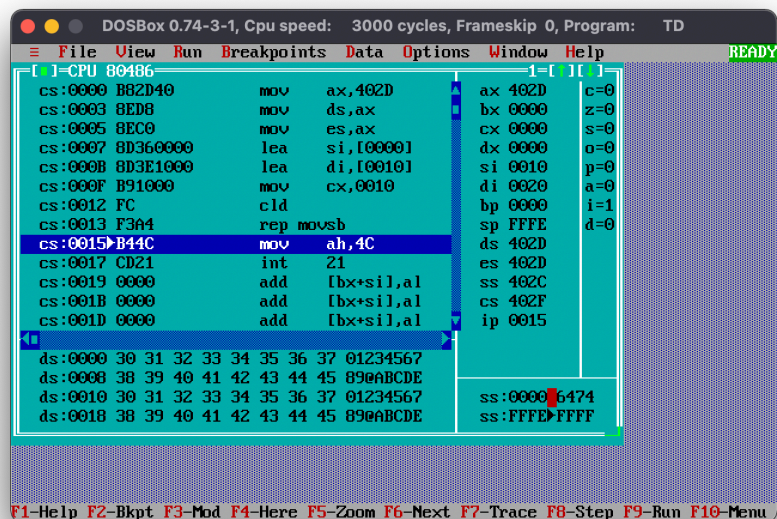 DOSBox 0.74-3-1, Cpu speed: 3000 cycles, Frameskip 0, Program: TD
≡ File View Run Breakpoints Data Options Window Help READY
[■]=CPU 80486 1=[↑][↓]
cs:0000 B82D40 mov ax,402D ax 402D c=0
cs:0003 8ED8 mov ds,ax bx 0000 z=0
cs:0005 8EC0 mov es,ax cx 0000 s=0
cs:0007 8D360000 lea si,[0000] dx 0000 o=0
cs:000B 8D3E1000 lea di,[0010] si 0010 p=0
cs:000F B91000 mov cx,0010 di 0020 a=0
cs:0012 FC cld bp 0000 i=1
cs:0013 F3A4 rep movsb sp FFFE d=0
cs:0015►B44C mov ah,4C ds 402D
cs:0017 CD21 int 21 es 402D
cs:0019 0000 add [bx+si],al ss 402C
cs:001B 0000 add [bx+si],al cs 402F
cs:001D 0000 add [bx+si],al ip 0015
ds:0000 30 31 32 33 34 35 36 37 01234567
ds:0008 38 39 40 41 42 43 44 45 89@ABCDE
ds:0010 30 31 32 33 34 35 36 37 01234567 ss:0000 6474
ds:0018 38 39 40 41 42 43 44 45 89@ABCDE ss:FFFE►FFFF
F1-Help F2-Bkpt F3-Mod F4-Here F5-Zoom F6-Next F7-Trace F8-Step F9-Run F10-Menu